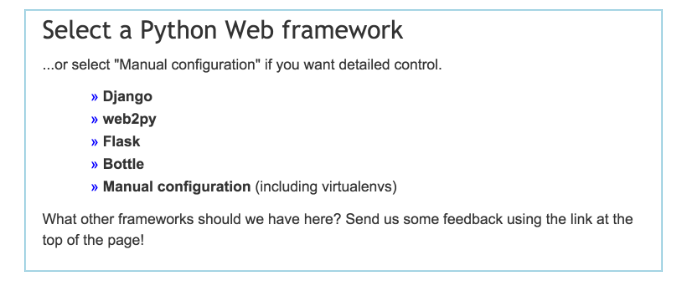 Select a Python Web framework
...or select "Manual configuration" if you want detailed control.
» Django
» web2py
» Flask
» Bottle
» Manual configuration (including virtualenvs)
What other frameworks should we have here? Send us some feedback using the link at the
top of the page!